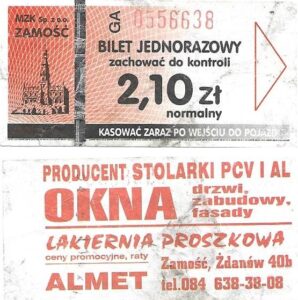 MZK Sp. z o.o.
ZAMOŚĆ
GA 0556638
BILET JEDNORAZOWY
zachować do kontroli
2,10 zł
normalny
KASOWAĆ ZARAZ PO WEJŚCIU DO POJAZDU
PRODUCENT STOLARKI PCV I AL
OKNA drzwi,
zabudowy,
fasady
LAKIERNIA PROSZKOWA
ceny promocyjne, raty
Zamość, Żdanów 40b
ALMET tel.084 638-38-08